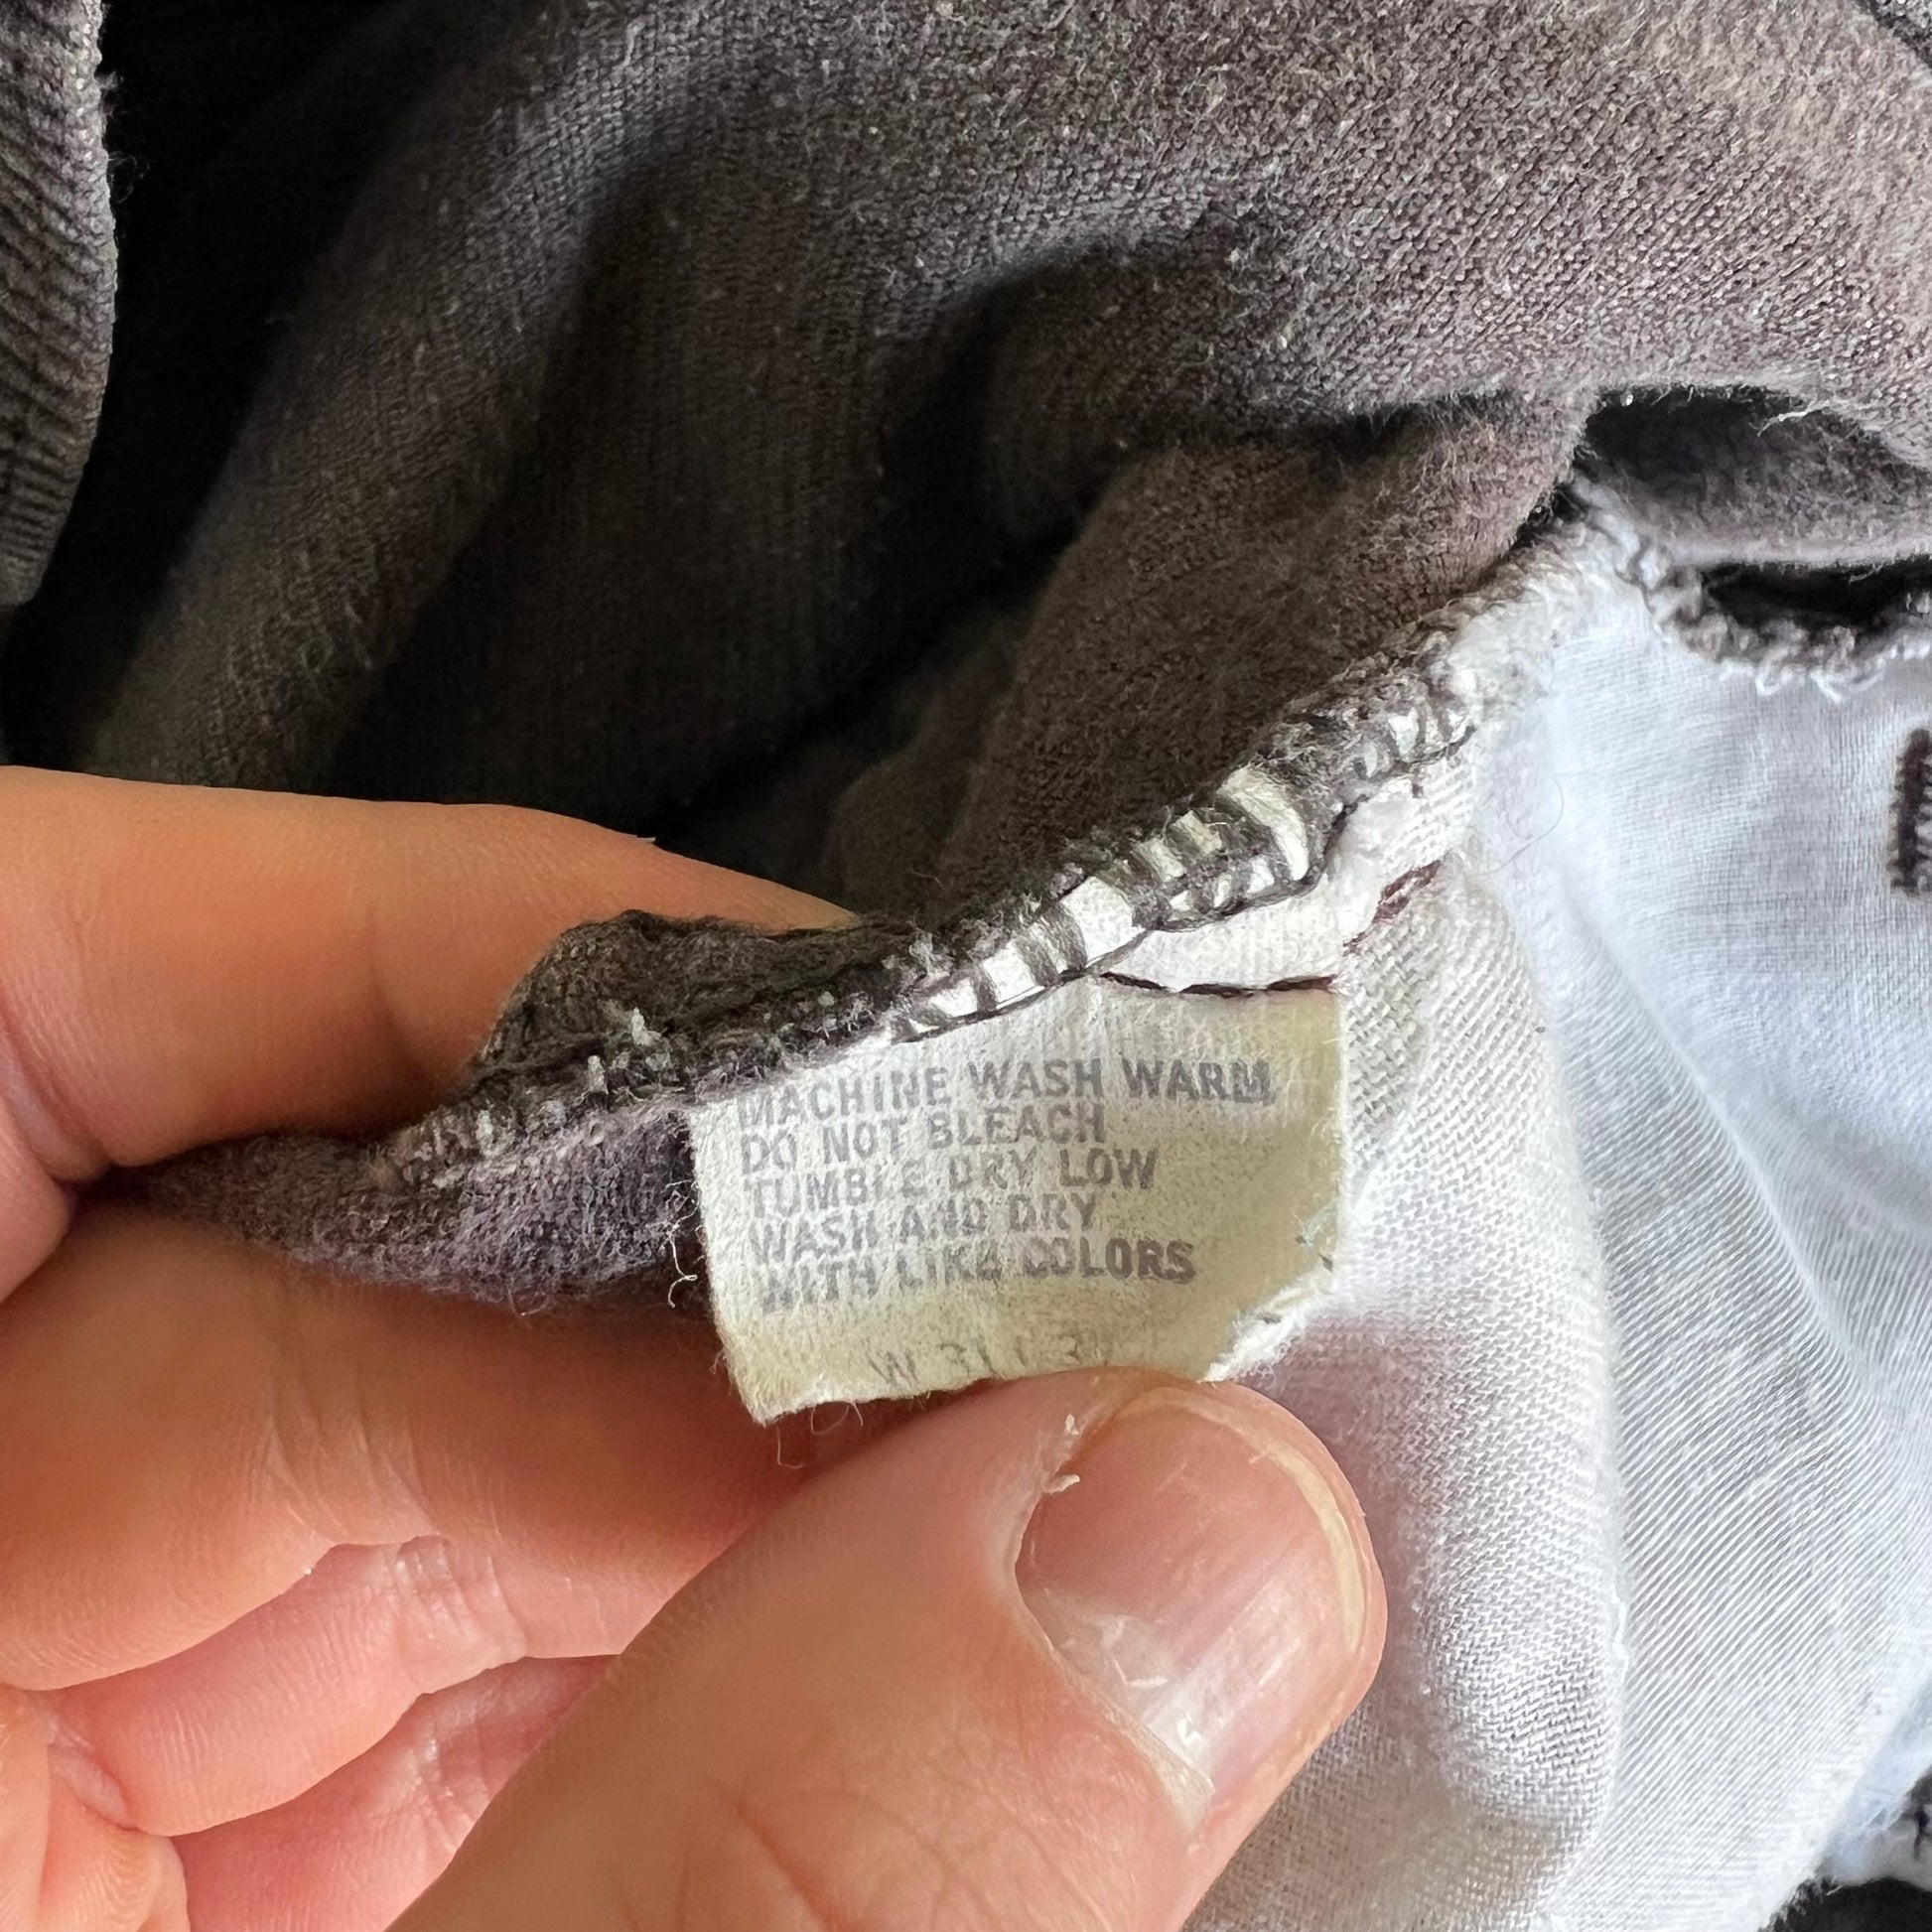 MACHINE WASH WARM
DO NOT BLEACH
TUMBLE DRY LOW
WASH AND DRY
WITH LIKE COLORS